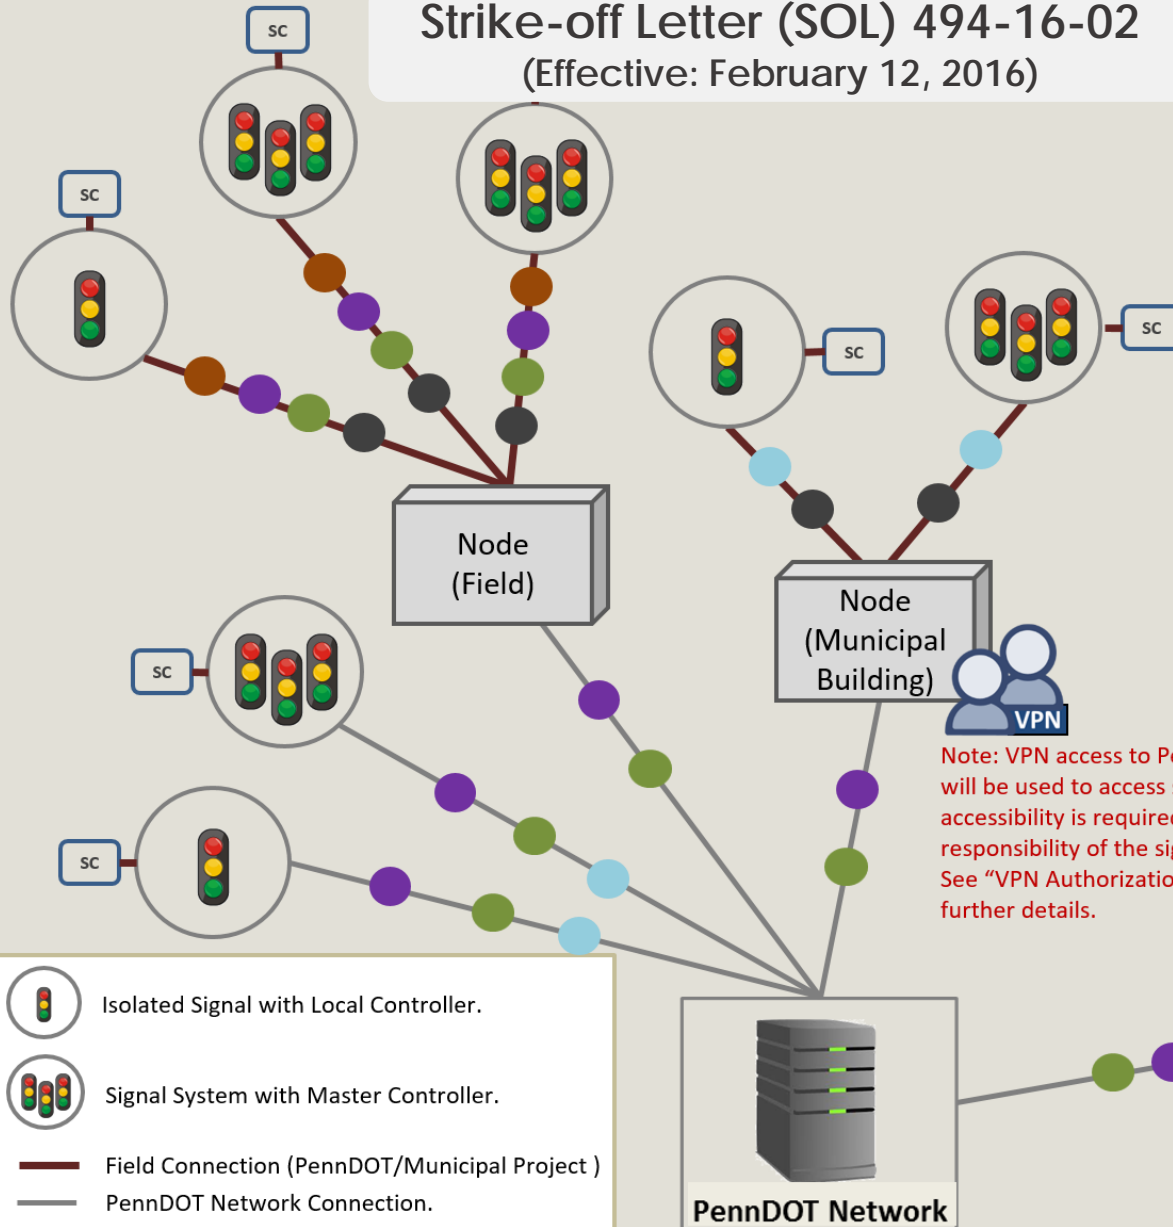 Strike-off Letter (SOL) 494-16-02
(Effective: February 12, 2016)
SC
SC
SC
SC
Node
(Field)
Node
(Municipal
Building)
SC
VPN
Note: VPN access to
will be used to access
accessibility is required
responsibility of the
See “VPN
further details.
SC
Isolated Signal with Local Controller.
Signal System with Master Controller.
Field Connection (PennDOT/Municipal Project )
PennDOT Network Connection.
PennDOT Network